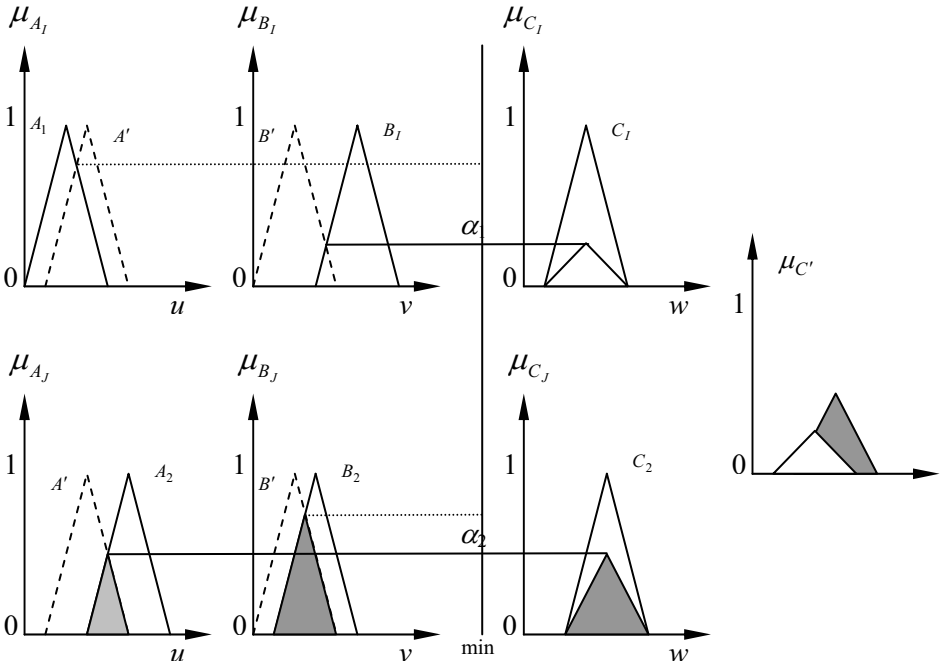 μ_{A_I} μ_{B_I} μ_{C_I}
1 A_1 A′ 1 B′ B_I 1 C_I
α_1
0 u 0 v 0 w
μ_{C′}
1
0
μ_{A_J} μ_{B_J} μ_{C_J}
1 A′ A_2 1 B′ B_2 1 C_2
α_2
0 u 0 v min 0 w